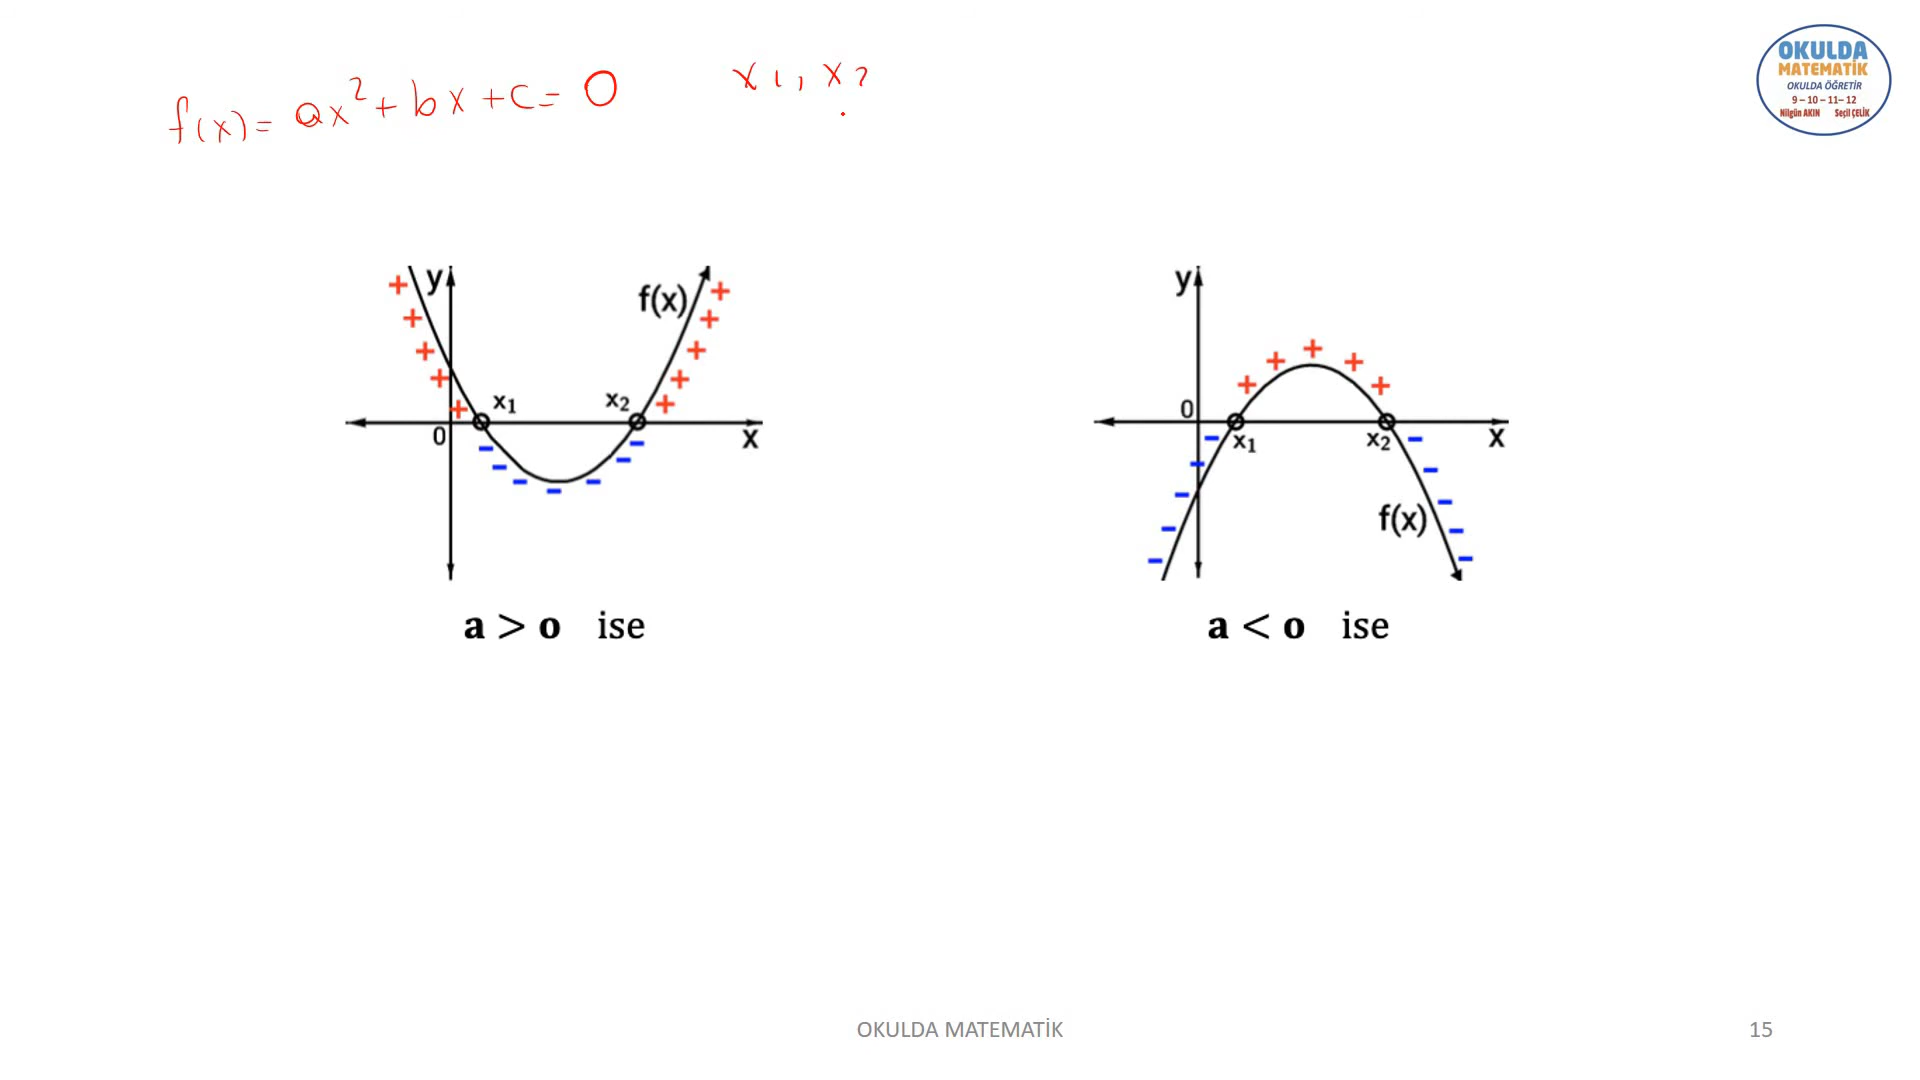 f(x) = ax² + bx + c = 0
x₁, x₂
OKULDA
MATEMATİK
OKULDA ÖĞRETİR
9 – 10 – 11– 12
Nilgün AKIN Seçil ÇELİK
y
f(x)
x₁
x₂
0
x
a > o ise
y
0
x₁
x₂
x
f(x)
a < o ise
OKULDA MATEMATİK
15